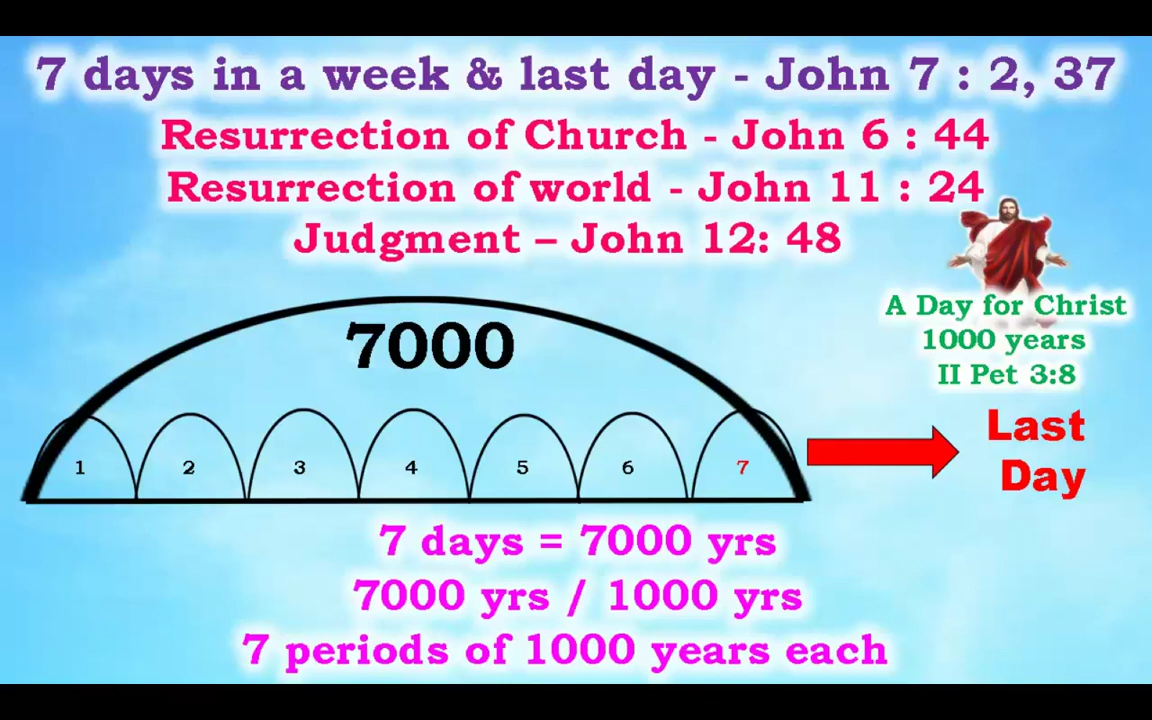 7 days in a week & last day - John 7 : 2, 37
Resurrection of Church - John 6 : 44
Resurrection of world - John 11 : 24
Judgment – John 12: 48
A Day for Christ
1000 years
II Pet 3:8
7000
1 2 3 4 5 6 7
Last
Day
7 days = 7000 yrs
7000 yrs / 1000 yrs
7 periods of 1000 years each